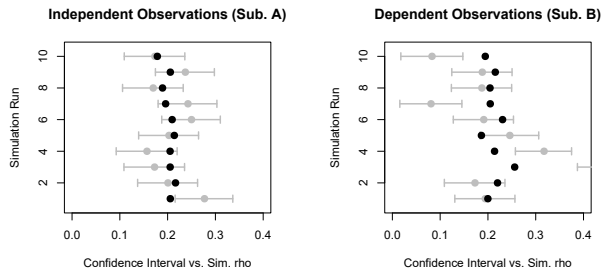 Independent Observations (Sub. A)
Simulation Run
10
8
6
4
2
0.0 0.1 0.2 0.3 0.4
Confidence Interval vs. Sim. rho
Dependent Observations (Sub. B)
Simulation Run
10
8
6
4
2
0.0 0.1 0.2 0.3 0.4
Confidence Interval vs. Sim. rho